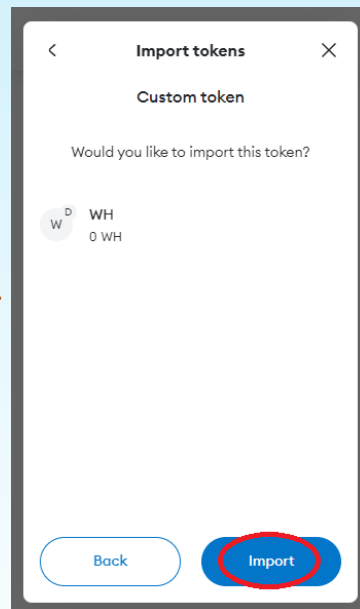 Import tokens
Custom token
Would you like to import this token?
W D WH
0 WH
Back Import